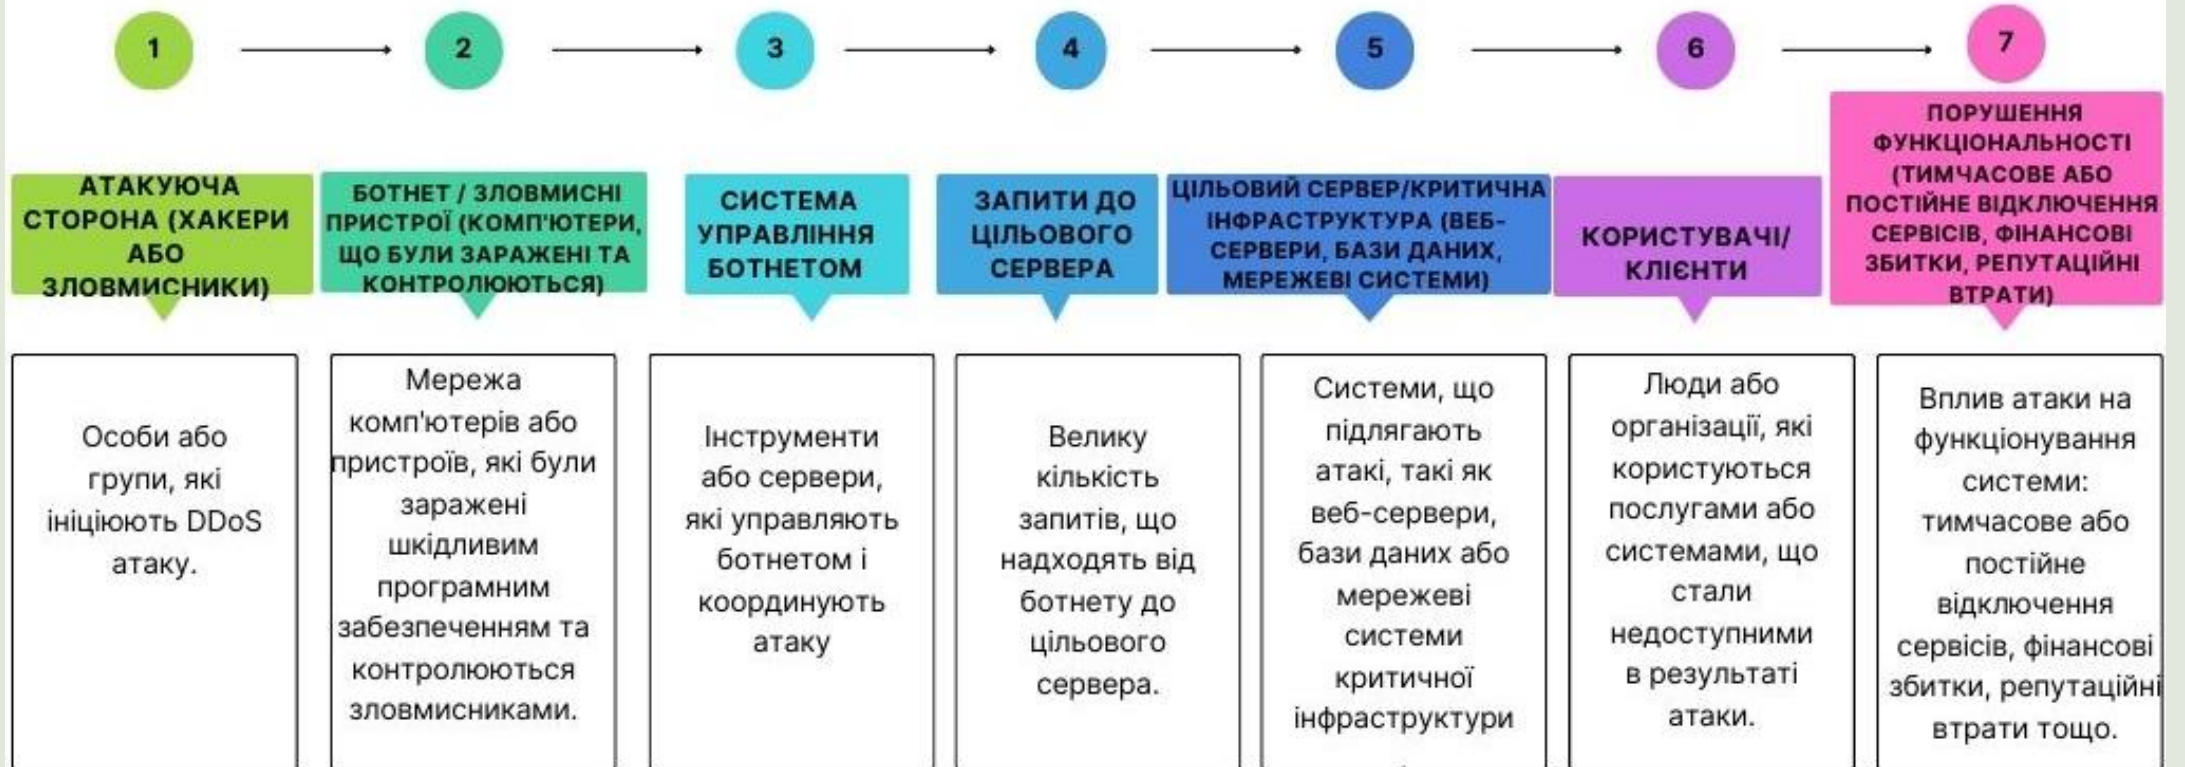 1
2
3
4
5
6
7
АТАКУЮЧА
СТОРОНА (ХАКЕРИ
АБО
ЗЛОВМИСНИКИ)
БОТНЕТ / ЗЛОВМИСНІ
ПРИСТРОЇ (КОМП'ЮТЕРИ,
ЩО БУЛИ ЗАРАЖЕНІ ТА
КОНТРОЛЮЮТЬСЯ)
СИСТЕМА
УПРАВЛІННЯ
БОТНЕТОМ
ЗАПИТИ ДО
ЦІЛЬОВОГО
СЕРВЕРА
ЦІЛЬОВИЙ СЕРВЕР/КРИТИЧНА
ІНФРАСТРУКТУРА (ВЕБ-
СЕРВЕРИ, БАЗИ ДАНИХ,
МЕРЕЖЕВІ СИСТЕМИ)
КОРИСТУВАЧІ/
КЛІЄНТИ
ПОРУШЕННЯ
ФУНКЦІОНАЛЬНОСТІ
(ТИМЧАСОВЕ АБО
ПОСТІЙНЕ ВІДКЛЮЧЕННЯ
СЕРВІСІВ, ФІНАНСОВІ
ЗБИТКИ, РЕПУТАЦІЙНІ
ВТРАТИ)
Особи або
групи, які
ініціюють DDoS
атаку.
Мережа
комп'ютерів або
пристроїв, які були
заражені
шкідливим
програмним
забезпеченням та
контролюються
зловмисниками.
Інструменти
або сервери,
які управляють
ботнетом і
координують
атаку
Велику
кількість
запитів, що
надходять від
ботнету до
цільового
сервера.
Системи, що
підлягають
атакі, такі як
веб-сервери,
бази даних або
мережеві
системи
критичної
інфраструктури
Люди або
організації, які
користуються
послугами або
системами, що
стали
недоступними
в результаті
атаки.
Вплив атаки на
функціонування
системи:
тимчасове або
постійне
відключення
сервісів, фінансові
збитки, репутаційні
втрати тощо.